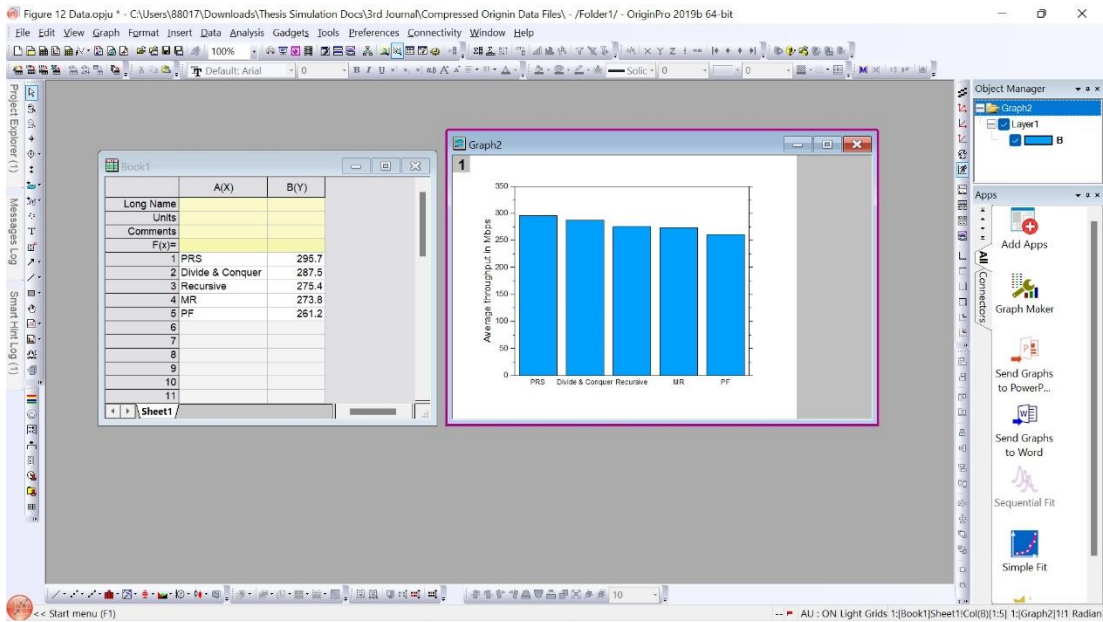 Figure 12 Data.opju * - C:\Users\88017\Downloads\Thesis Simulation Docs\3rd Journal\Compressed Orignin Data Files\ - /Folder1/ - OriginPro 2019b 64-bit
File Edit View Graph Format Insert Data Analysis Gadgets Tools Preferences Connectivity Window Help
100%
Default: Arial 0 B I U Solic 0 0
Project Explorer (1)
Messages Log
Smart Hint Log (1)
Book1
A(X) B(Y)
Long Name
Units
Comments
F(x)=
1 PRS 295.7
2 Divide & Conquer 287.5
3 Recursive 275.4
4 MR 273.8
5 PF 261.2
6
7
8
9
10
11
Sheet1
Graph2
1
350
300
250
200
150
100
50
0
Average throughput in Mbps
PRS Divide & Conquer Recursive MR PF
Object Manager
Graph2
Layer1
B
Apps
All
Connectors
Add Apps
Graph Maker
Send Graphs
to PowerP...
Send Graphs
to Word
Sequential Fit
Simple Fit
10
<< Start menu (F1)
-- AU : ON Light Grids 1:[Book1]Sheet1!Col(B)[1:5] 1:[Graph2]1!1 Radian